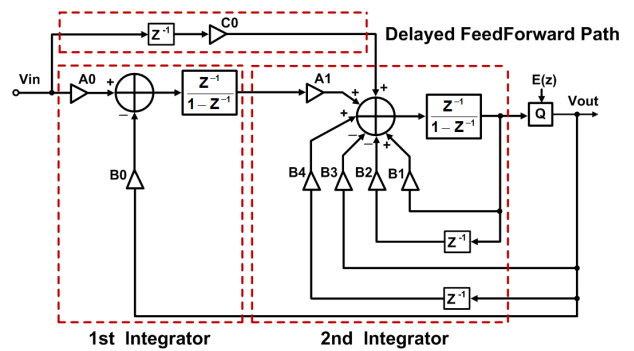 C0
Z⁻¹
Delayed FeedForward Path
Vin
A0
+
−
Z⁻¹
1 − Z⁻¹
A1
+
+
+
−
−
+
Z⁻¹
1 − Z⁻¹
E(z)
Q
Vout
B0
B4
B3
B2
B1
Z⁻¹
Z⁻¹
1st Integrator
2nd Integrator